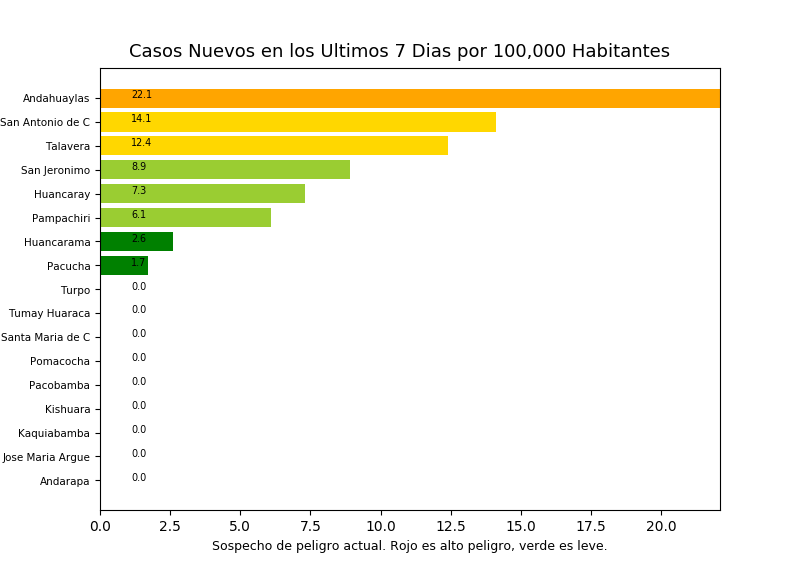 Casos Nuevos en los Ultimos 7 Dias por 100,000 Habitantes
Andahuaylas 22.1
San Antonio de C 14.1
Talavera 12.4
San Jeronimo 8.9
Huancaray 7.3
Pampachiri 6.1
Huancarama 2.6
Pacucha 1.7
Turpo 0.0
Tumay Huaraca 0.0
Santa Maria de C 0.0
Pomacocha 0.0
Pacobamba 0.0
Kishuara 0.0
Kaquiabamba 0.0
Jose Maria Argue 0.0
Andarapa 0.0
0.0 2.5 5.0 7.5 10.0 12.5 15.0 17.5 20.0
Sospecho de peligro actual. Rojo es alto peligro, verde es leve.